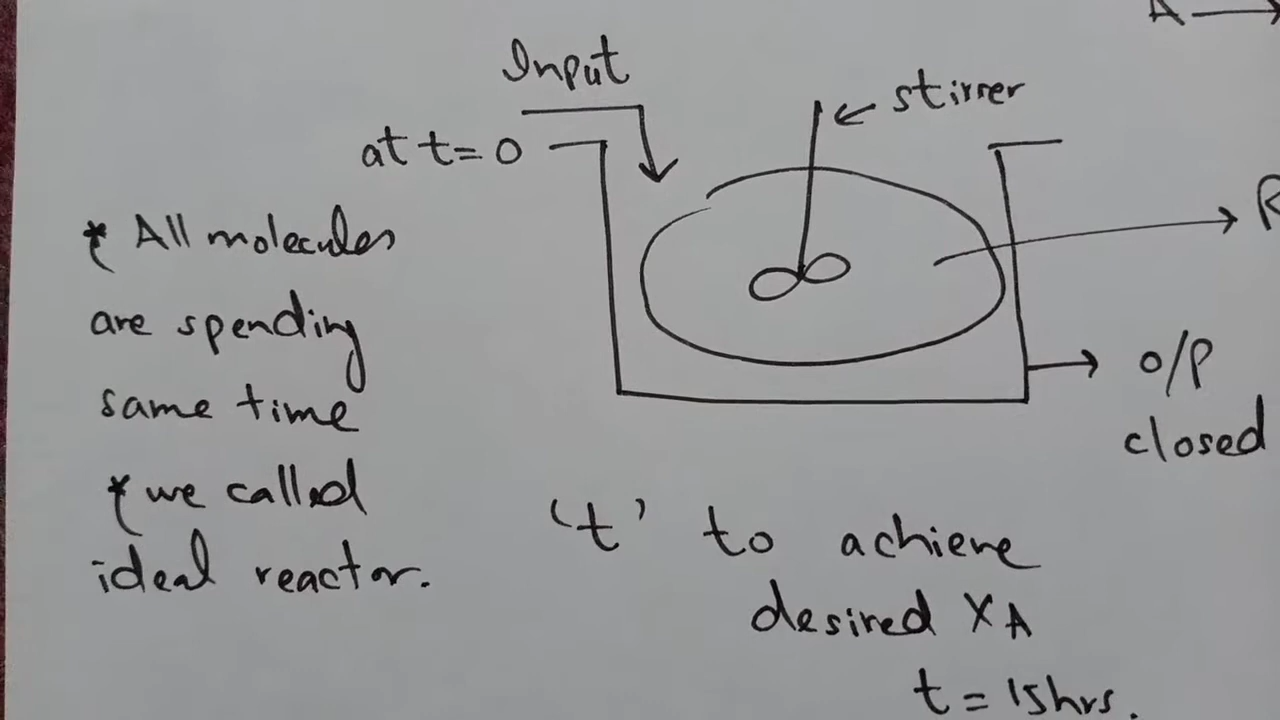 A →
Input
stirrer
at t = 0
* All molecules
are spending
same time
* we called
ideal reactor.
R
O/P
closed
't' to achieve
desired XA
t = 15hrs.